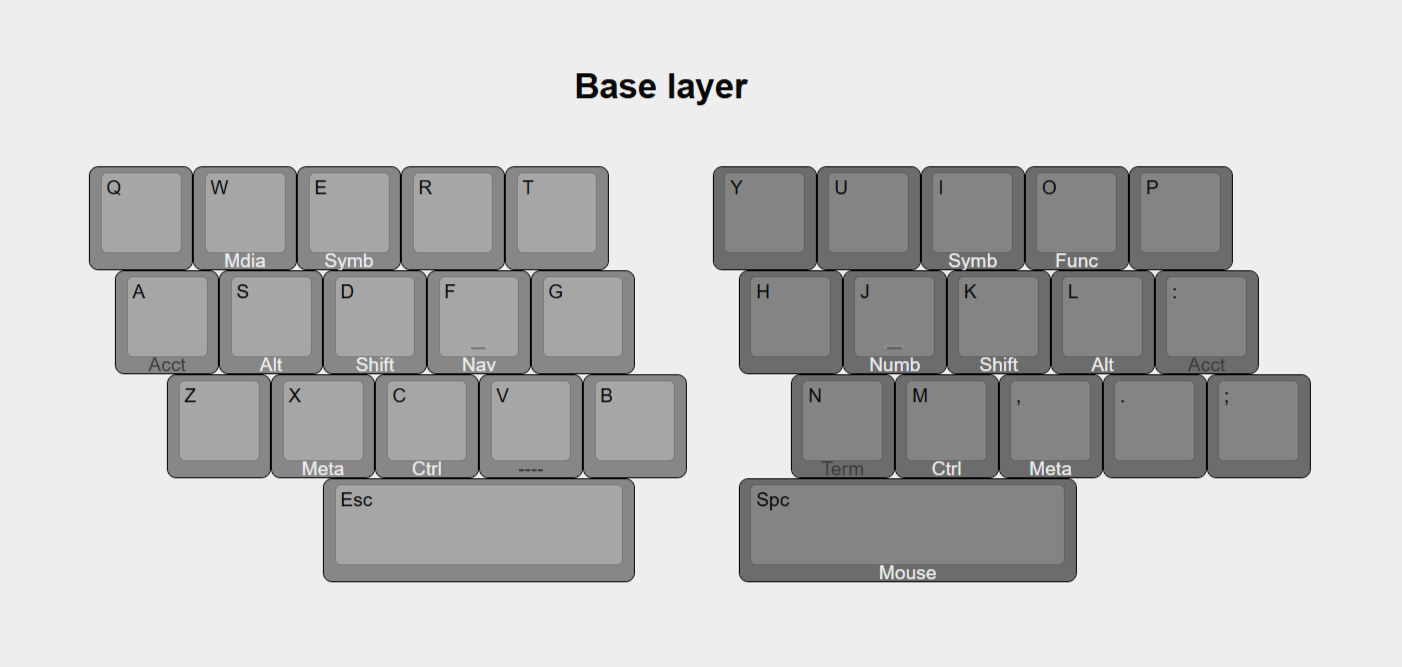 Base layer
Q W E R T Y U I O P
Mdia Symb Symb Func
A S D F G H J K L :
Acct Alt Shift Nav Numb Shift Alt Acct
Z X C V B N M , . ;
Meta Ctrl ---- Term Ctrl Meta
Esc Spc
Mouse